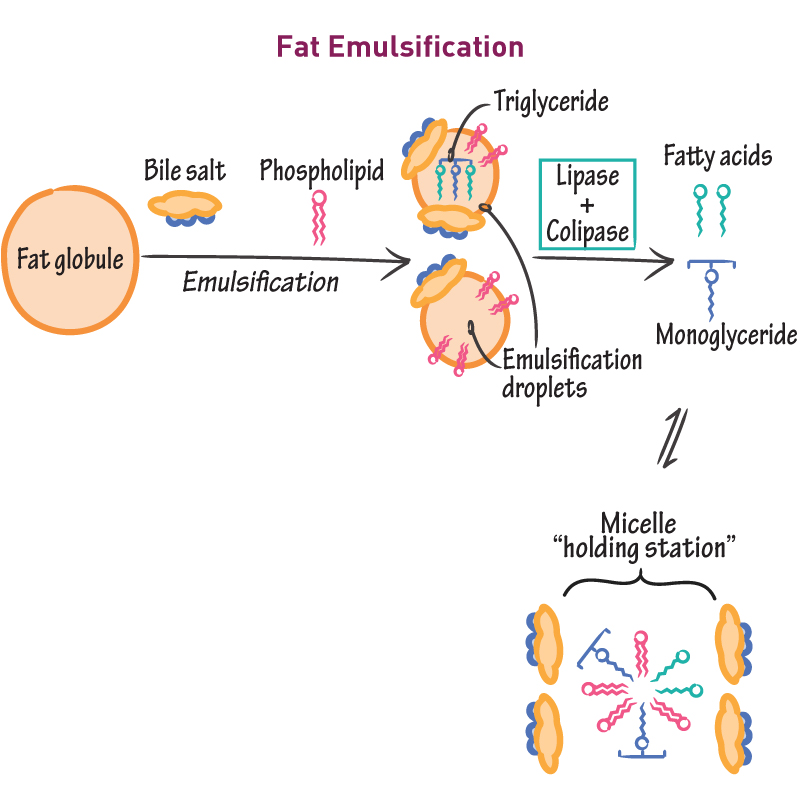 Fat Emulsification
Triglyceride
Bile salt
Phospholipid
Fat globule
Emulsification
Lipase
+
Colipase
Fatty acids
Monoglyceride
Emulsification
droplets
Micelle
“holding station”